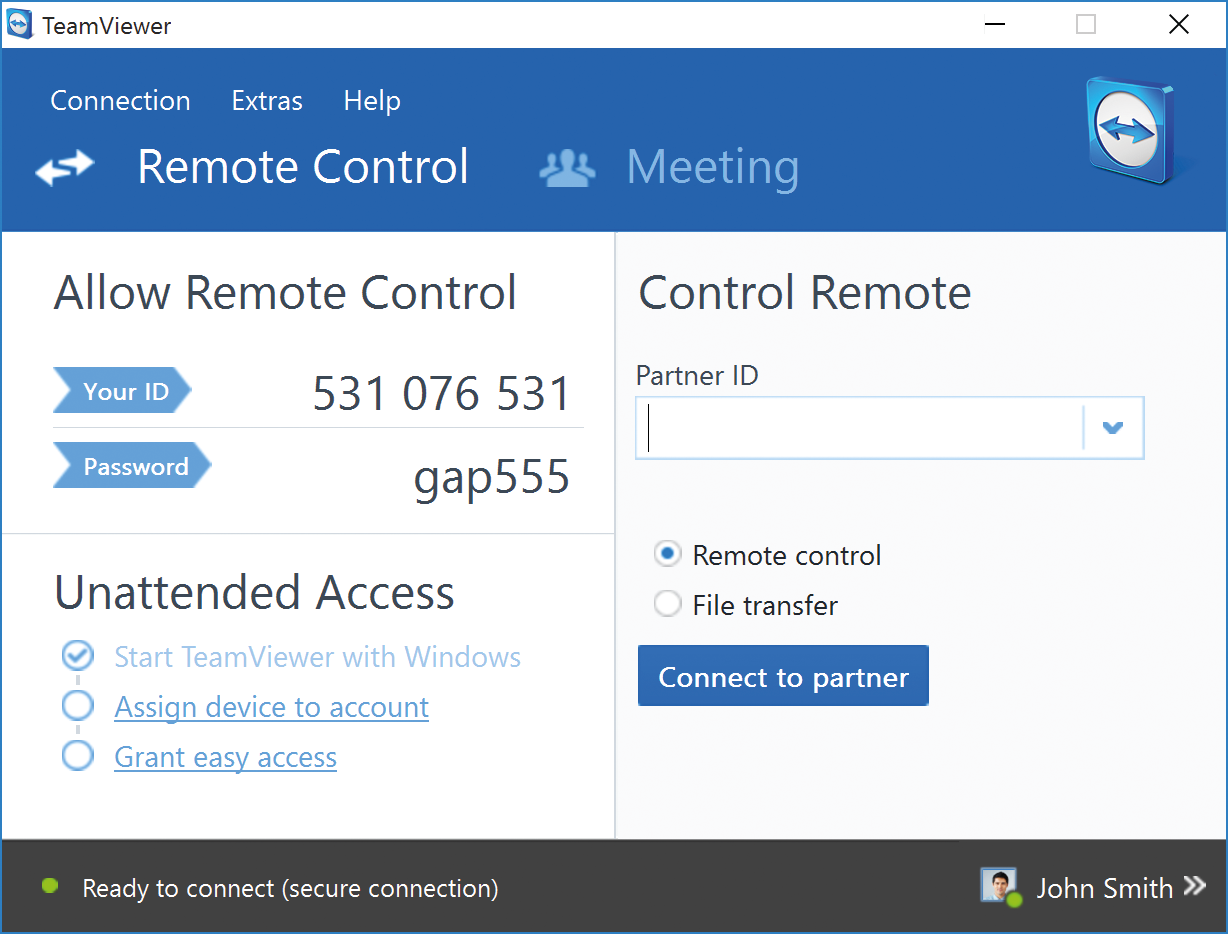 TeamViewer
Connection Extras Help
Remote Control Meeting
Allow Remote Control
Your ID 531 076 531
Password gap555
Unattended Access
Start TeamViewer with Windows
Assign device to account
Grant easy access
Control Remote
Partner ID
Remote control
File transfer
Connect to partner
Ready to connect (secure connection)
John Smith